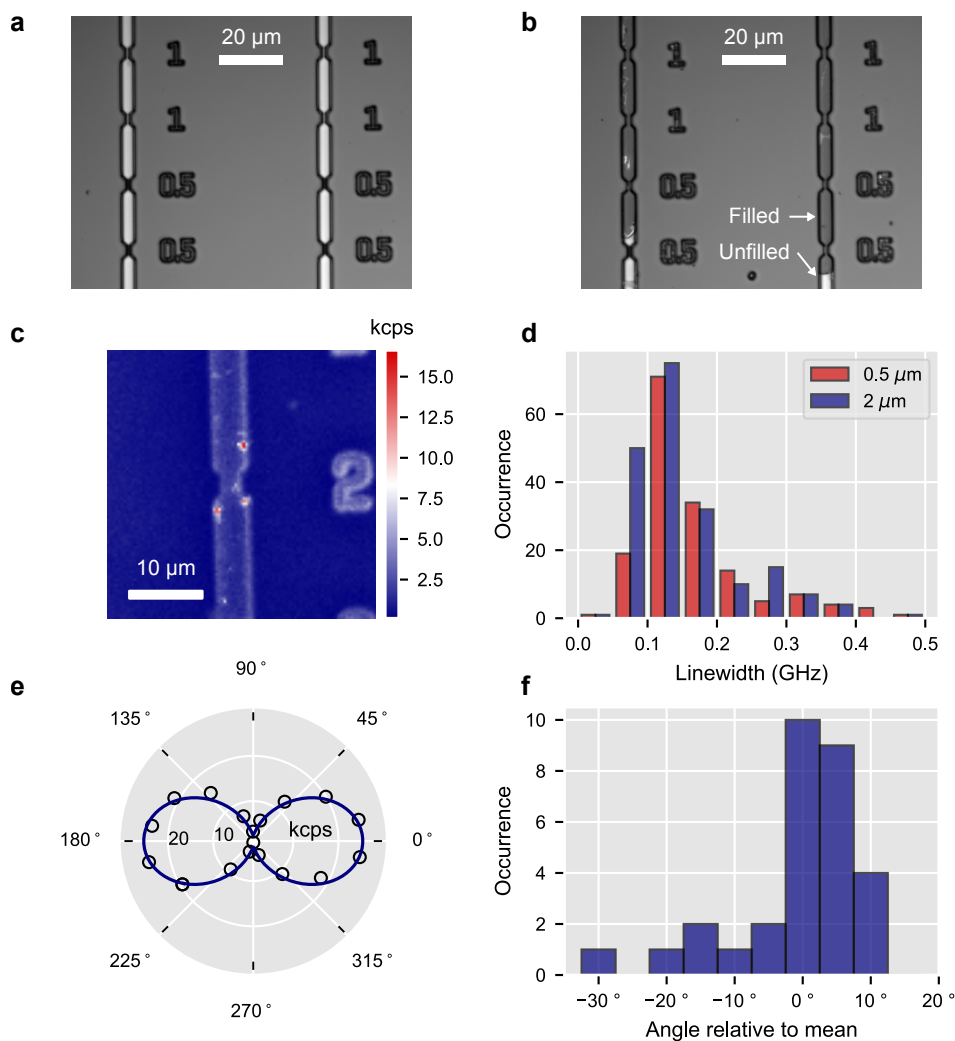 a
20 µm
1 1
1 1
0.5 0.5
0.5 0.5
b
20 µm
1 1
1 1
0.5 0.5
Filled
Unfilled
0.5 0.5
c
kcps
2
10 µm
15.0
12.5
10.0
7.5
5.0
2.5
d
0.5 µm
2 µm
Occurrence
60
40
20
0
0.0 0.1 0.2 0.3 0.4 0.5
Linewidth (GHz)
e
90 °
135 ° 45 °
180 ° 20 10 kcps 0 °
225 ° 315 °
270 °
f
Occurrence
10
8
6
4
2
0
−30 ° −20 ° −10 ° 0 ° 10 ° 20 °
Angle relative to mean